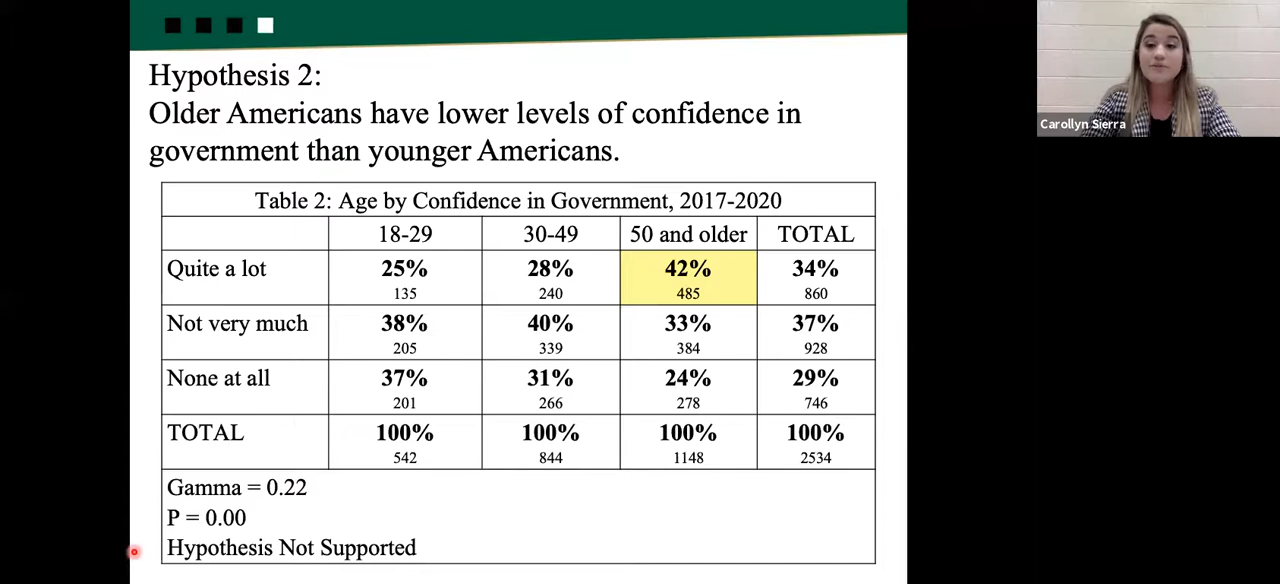 Hypothesis 2:
Older Americans have lower levels of confidence in
government than younger Americans.
Table 2: Age by Confidence in Government, 2017-2020
18-29 30-49 50 and older TOTAL
Quite a lot 25% 28% 42% 34%
135 240 485 860
Not very much 38% 40% 33% 37%
205 339 384 928
None at all 37% 31% 24% 29%
201 266 278 746
TOTAL 100% 100% 100% 100%
542 844 1148 2534
Gamma = 0.22
P = 0.00
Hypothesis Not Supported
Carollyn Sierra